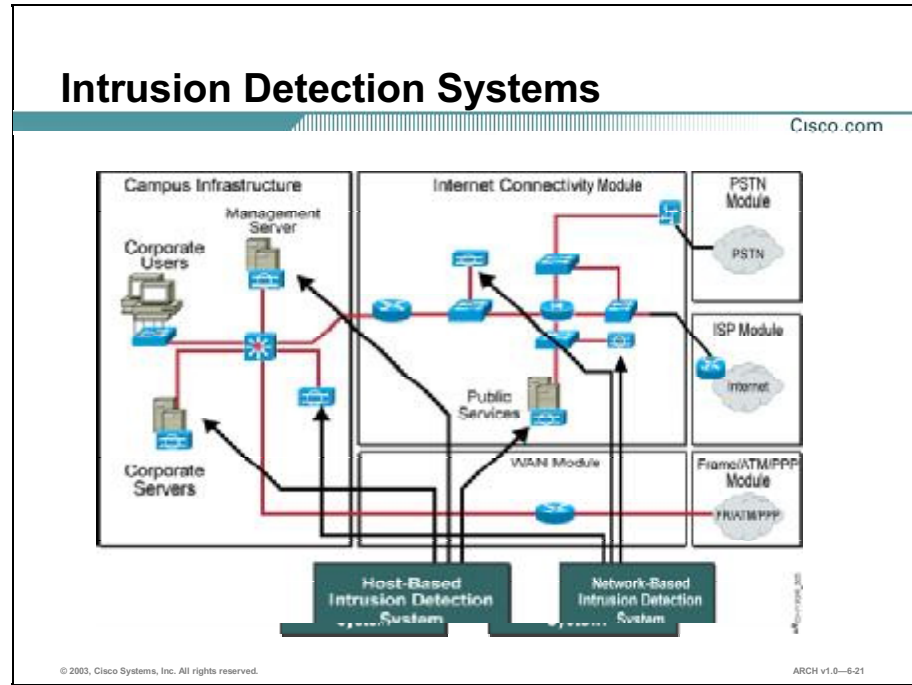 Intrusion Detection Systems
Cisco.com
Campus Infrastructure
Internet Connectivity Module
PSTN
Module
Management
Server
Corporate
Users
PSTN
ISP Module
Internet
Public
Services
Corporate
Servers
WAN Module
Frame/ATM/PPP
Module
FR/ATM/PPP
Host-Based
Intrusion Detection
System
Network-Based
Intrusion Detection
System
© 2003, Cisco Systems, Inc. All rights reserved.
ARCH v1.0—6-21